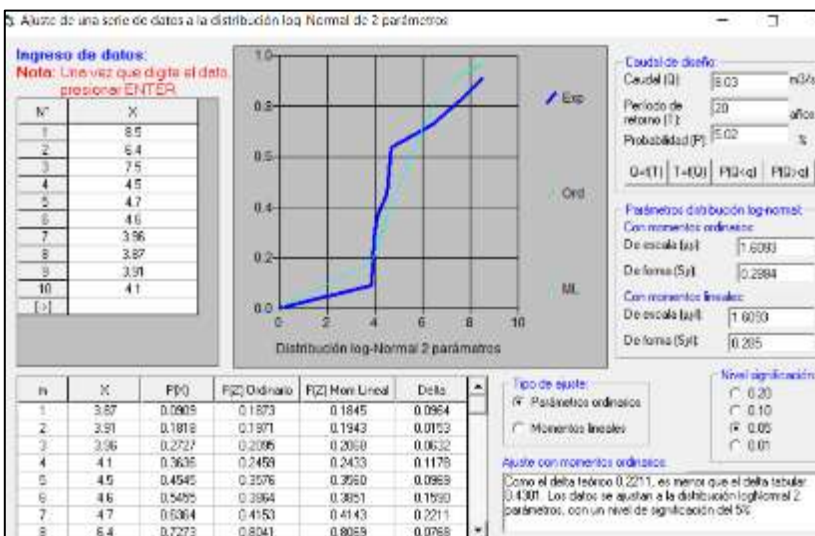 Ajuste de una serie de datos a la distribución log-Normal de 2 parámetros
Ingreso de datos:
Nota: Una vez que digite el dato, presionar ENTER
N° X
1 8.5
2 6.4
3 7.5
4 4.5
5 4.7
6 4.6
7 3.96
8 3.87
9 3.91
10 4.1
1.0
0.8
0.6
0.4
0.2
0.0
0 2 4 6 8 10
Distribución log-Normal 2 parámetros
Exp
Ord
ML
Caudal de diseño:
Caudal (Q): 8.03 m3/s
Período de retorno (T): 20 años
Probabilidad (P): 5.02 %
Q=f(T) T=f(Q) P(Q<q) P(Q>q)
Parámetros distribución log-normal:
Con momentos ordinarios:
De escala (μy): 1.6093
De forma (Sy): 0.2984
Con momentos lineales:
De escala (μyl): 1.6093
De forma (Syl): 0.285
m X P(X) F(Z) Ordinario F(Z) Mom Lineal Delta
1 3.87 0.0909 0.1873 0.1845 0.0964
2 3.91 0.1818 0.1971 0.1943 0.0153
3 3.96 0.2727 0.2095 0.2068 0.0632
4 4.1 0.3636 0.2459 0.2433 0.1178
5 4.5 0.4545 0.3576 0.3560 0.0969
6 4.6 0.5455 0.3864 0.3851 0.1590
7 4.7 0.6364 0.4153 0.4143 0.2211
8 6.4 0.7273 0.8041 0.8069 0.0768
Tipo de ajuste:
Parámetros ordinarios
Momentos lineales
Nivel significación:
0.20
0.10
0.05
0.01
Ajuste con momentos ordinarios:
Como el delta teórico 0.2211, es menor que el delta tabular
0.4301. Los datos se ajustan a la distribución logNormal 2
parámetros, con un nivel de significación del 5%